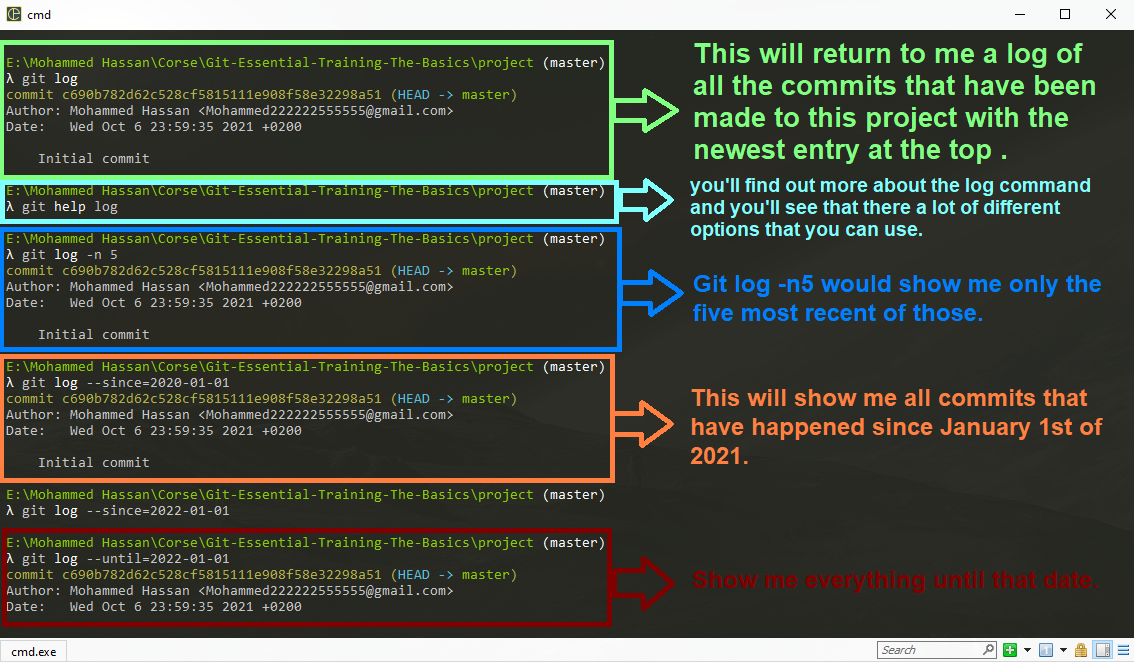 cmd
E:\Mohammed Hassan\Corse\Git-Essential-Training-The-Basics\project (master)
λ git log
commit c690b782d62c528cf5815111e908f58e32298a51 (HEAD -> master)
Author: Mohammed Hassan <Mohammed222222555555@gmail.com>
Date:   Wed Oct 6 23:59:35 2021 +0200
Initial commit
This will return to me a log of
all the commits that have been
made to this project with the
newest entry at the top .
E:\Mohammed Hassan\Corse\Git-Essential-Training-The-Basics\project (master)
λ git help log
you'll find out more about the log command
and you'll see that there a lot of different
options that you can use.
E:\Mohammed Hassan\Corse\Git-Essential-Training-The-Basics\project (master)
λ git log -n 5
commit c690b782d62c528cf5815111e908f58e32298a51 (HEAD -> master)
Author: Mohammed Hassan <Mohammed222222555555@gmail.com>
Date:   Wed Oct 6 23:59:35 2021 +0200
Initial commit
Git log -n5 would show me only the
five most recent of those.
E:\Mohammed Hassan\Corse\Git-Essential-Training-The-Basics\project (master)
λ git log --since=2020-01-01
commit c690b782d62c528cf5815111e908f58e32298a51 (HEAD -> master)
Author: Mohammed Hassan <Mohammed222222555555@gmail.com>
Date:   Wed Oct 6 23:59:35 2021 +0200
Initial commit
This will show me all commits that
have happened since January 1st of
2021.
E:\Mohammed Hassan\Corse\Git-Essential-Training-The-Basics\project (master)
λ git log --since=2022-01-01
E:\Mohammed Hassan\Corse\Git-Essential-Training-The-Basics\project (master)
λ git log --until=2022-01-01
commit c690b782d62c528cf5815111e908f58e32298a51 (HEAD -> master)
Author: Mohammed Hassan <Mohammed222222555555@gmail.com>
Date:   Wed Oct 6 23:59:35 2021 +0200
Show me everything until that date.
cmd.exe
Search